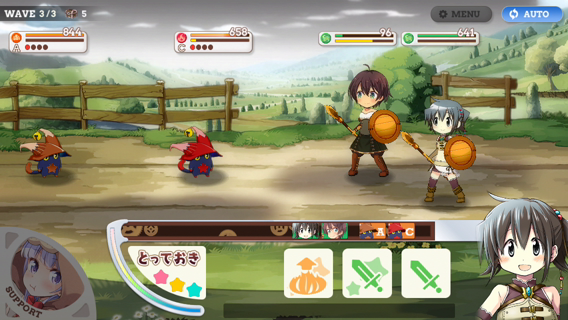 WAVE 3/3 5
MENU
AUTO
844
A
658
C
96
641
A C
とっておき
SUPPORT